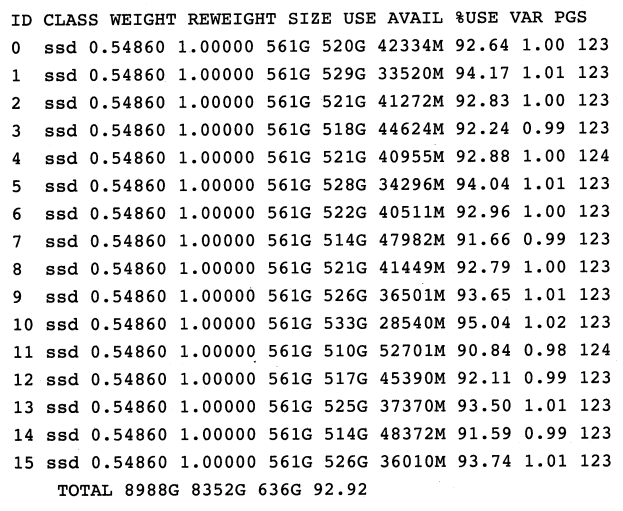 ID CLASS WEIGHT REWEIGHT SIZE USE AVAIL %USE VAR PGS
0 ssd 0.54860 1.00000 561G 520G 42334M 92.64 1.00 123
1 ssd 0.54860 1.00000 561G 529G 33520M 94.17 1.01 123
2 ssd 0.54860 1.00000 561G 521G 41272M 92.83 1.00 123
3 ssd 0.54860 1.00000 561G 518G 44624M 92.24 0.99 123
4 ssd 0.54860 1.00000 561G 521G 40955M 92.88 1.00 124
5 ssd 0.54860 1.00000 561G 528G 34296M 94.04 1.01 123
6 ssd 0.54860 1.00000 561G 522G 40511M 92.96 1.00 123
7 ssd 0.54860 1.00000 561G 514G 47982M 91.66 0.99 123
8 ssd 0.54860 1.00000 561G 521G 41449M 92.79 1.00 123
9 ssd 0.54860 1.00000 561G 526G 36501M 93.65 1.01 123
10 ssd 0.54860 1.00000 561G 533G 28540M 95.04 1.02 123
11 ssd 0.54860 1.00000 561G 510G 52701M 90.84 0.98 124
12 ssd 0.54860 1.00000 561G 517G 45390M 92.11 0.99 123
13 ssd 0.54860 1.00000 561G 525G 37370M 93.50 1.01 123
14 ssd 0.54860 1.00000 561G 514G 48372M 91.59 0.99 123
15 ssd 0.54860 1.00000 561G 526G 36010M 93.74 1.01 123
TOTAL 8988G 8352G 636G 92.92